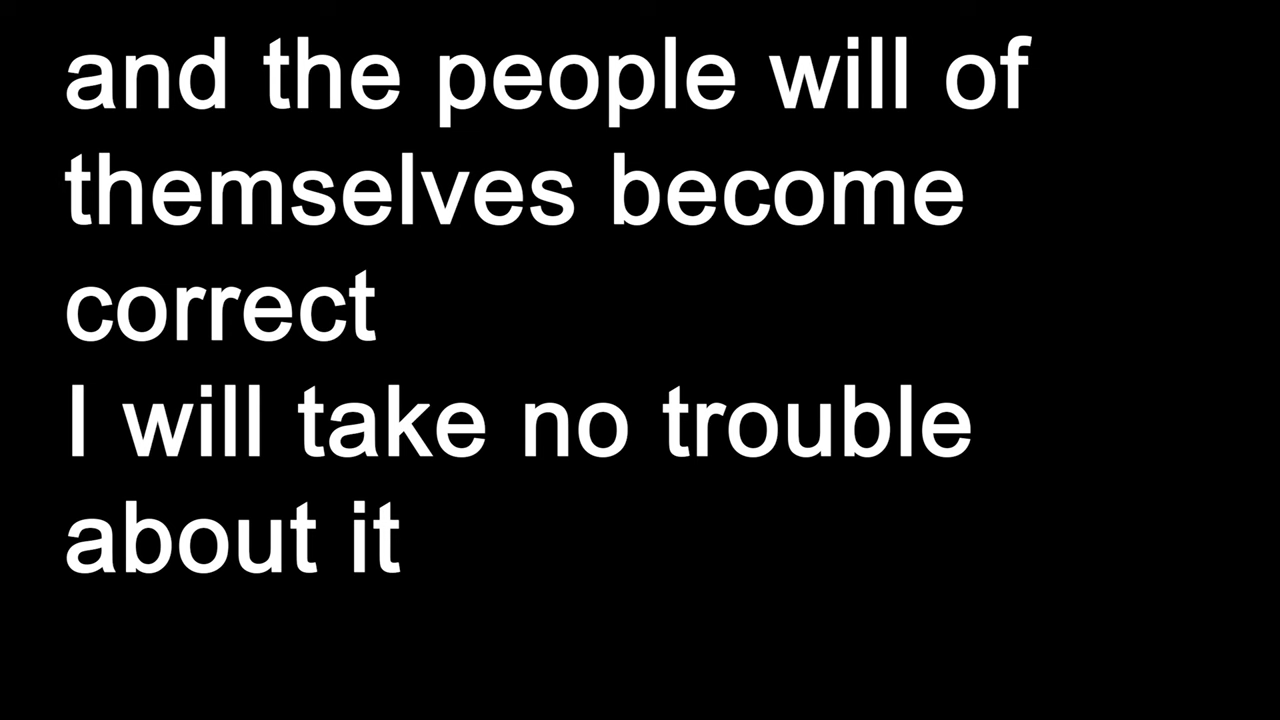 and the people will of
themselves become
correct
I will take no trouble
about it